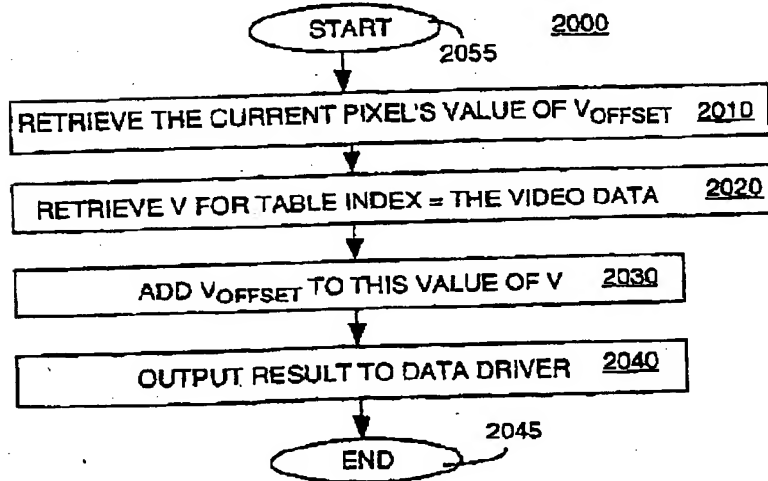 START
2000
2055
RETRIEVE THE CURRENT PIXEL'S VALUE OF VOFFSET 2010
RETRIEVE V FOR TABLE INDEX = THE VIDEO DATA 2020
ADD VOFFSET TO THIS VALUE OF V 2030
OUTPUT RESULT TO DATA DRIVER 2040
2045
END